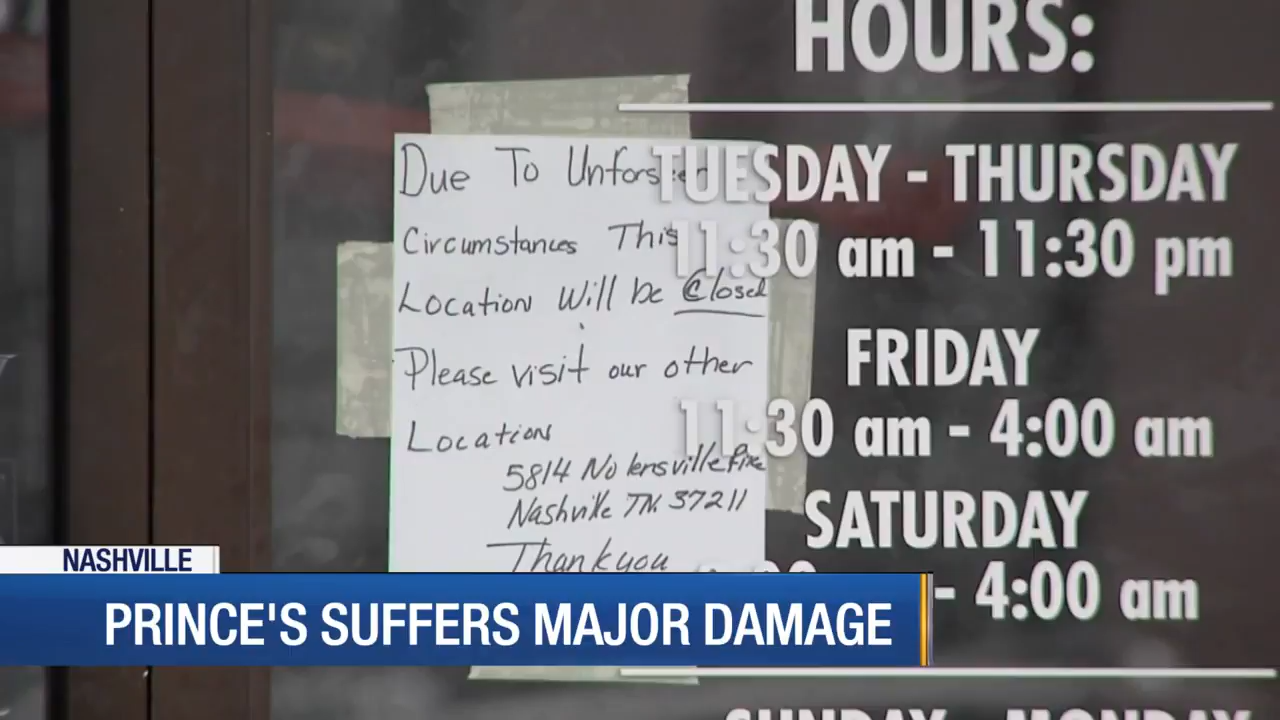 HOURS:
TUESDAY - THURSDAY
11:30 am - 11:30 pm
FRIDAY
11:30 am - 4:00 am
SATURDAY
- 4:00 am
SUNDAY - MONDAY
Due To Unforseen
Circumstances This
Location Will be Closed
Please visit our other
Location
5814 Nolensville Pike
Nashville TN. 37211
Thank you
NASHVILLE
PRINCE'S SUFFERS MAJOR DAMAGE